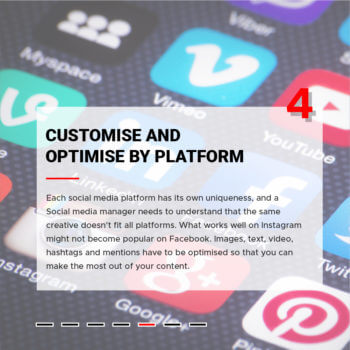 Viber
Myspace
Vimeo
4
YouTube
CUSTOMISE AND
OPTIMISE BY PLATFORM
Each social media platform has its own uniqueness, and a
Social media manager needs to understand that the same
creative doesn't fit all platforms. What works well on Instagram
might not become popular on Facebook. Images, text, video,
hashtags and mentions have to be optimised so that you can
make the most out of your content.
Google+